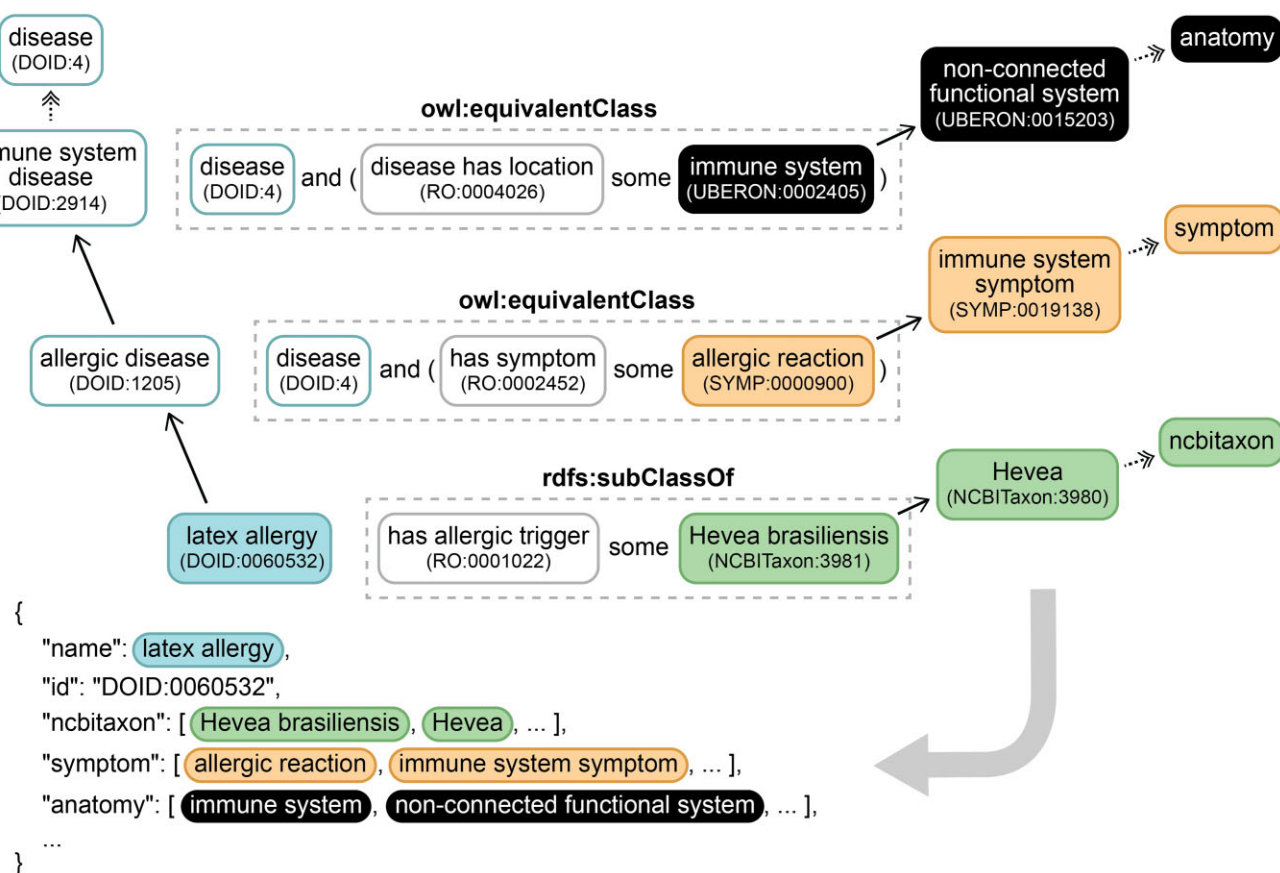 disease
(DOID:4)
anatomy
non-connected
functional system
(UBERON:0015203)
owl:equivalentClass
mune system
disease
(DOID:2914)
disease
(DOID:4)
and (
disease has location
(RO:0004026)
some
immune system
(UBERON:0002405)
)
symptom
immune system
symptom
(SYMP:0019138)
owl:equivalentClass
allergic disease
(DOID:1205)
disease
(DOID:4)
and (
has symptom
(RO:0002452)
some
allergic reaction
(SYMP:0000900)
)
ncbitaxon
Hevea
(NCBITaxon:3980)
rdfs:subClassOf
latex allergy
(DOID:0060532)
has allergic trigger
(RO:0001022)
some
Hevea brasiliensis
(NCBITaxon:3981)
{
"name": latex allergy,
"id": "DOID:0060532",
"ncbitaxon": [ Hevea brasiliensis, Hevea, ... ],
"symptom": [ allergic reaction, immune system symptom, ... ],
"anatomy": [ immune system, non-connected functional system, ... ],
...
}